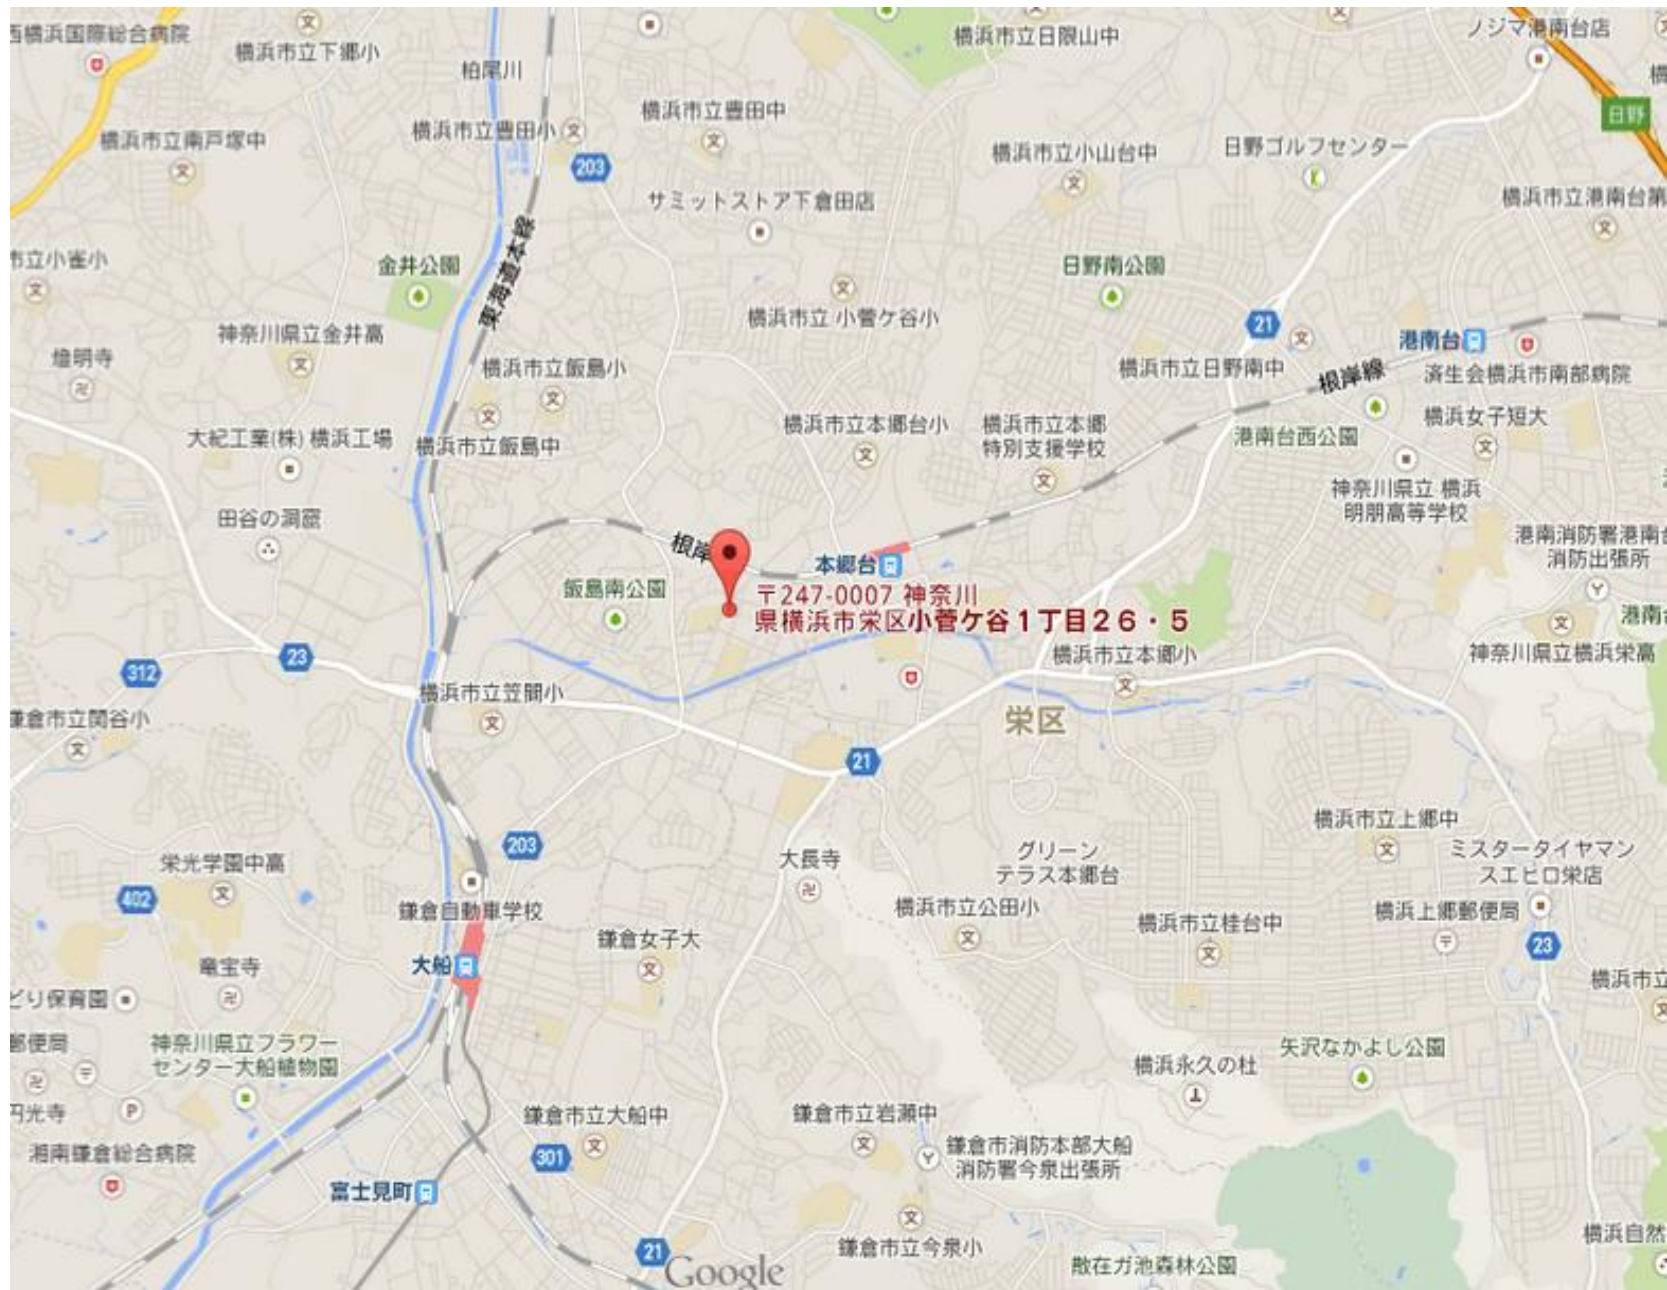 西横浜国際総合病院
横浜市立下郷小
柏尾川
横浜市立日限山中
ノジマ港南台店
日野
横浜市立南戸塚中
横浜市立豊田小
横浜市立豊田中
203
横浜市立小山台中
日野ゴルフセンター
サミットストア下倉田店
横浜市立港南台第
市立小雀小
金井公園
東海道本線
日野南公園
神奈川県立金井高
横浜市立 小菅ケ谷小
21
港南台
横浜市立飯島小
横浜市立日野南中
根岸線
済生会横浜市南部病院
大紀工業(株) 横浜工場
横浜市立飯島中
横浜市立本郷台小
横浜市立本郷
特別支援学校
港南台西公園
横浜女子短大
神奈川県立 横浜
明朋高等学校
田谷の洞窟
根岸
本郷台
港南消防署港南台
消防出張所
飯島南公園
〒247-0007 神奈川
県横浜市栄区小菅ケ谷1丁目26・5
港南台
312
23
横浜市立本郷小
神奈川県立横浜栄高
横浜市立笠間小
鎌倉市立関谷小
栄区
21
203
大長寺
グリーン
テラス本郷台
横浜市立上郷中
ミスタータイヤマン
スエヒロ栄店
栄光学園中高
402
鎌倉自動車学校
横浜市立公田小
横浜市立桂台中
横浜上郷郵便局
23
鎌倉女子大
大船
竜宝寺
どり保育園
横浜市立
郵便局
神奈川県立フラワー
センター大船植物園
矢沢なかよし公園
横浜永久の杜
円光寺
P
鎌倉市立大船中
鎌倉市立岩瀬中
湘南鎌倉総合病院
301
鎌倉市消防本部大船
消防署今泉出張所
富士見町
21
Google
鎌倉市立今泉小
散在ガ池森林公園
横浜自然